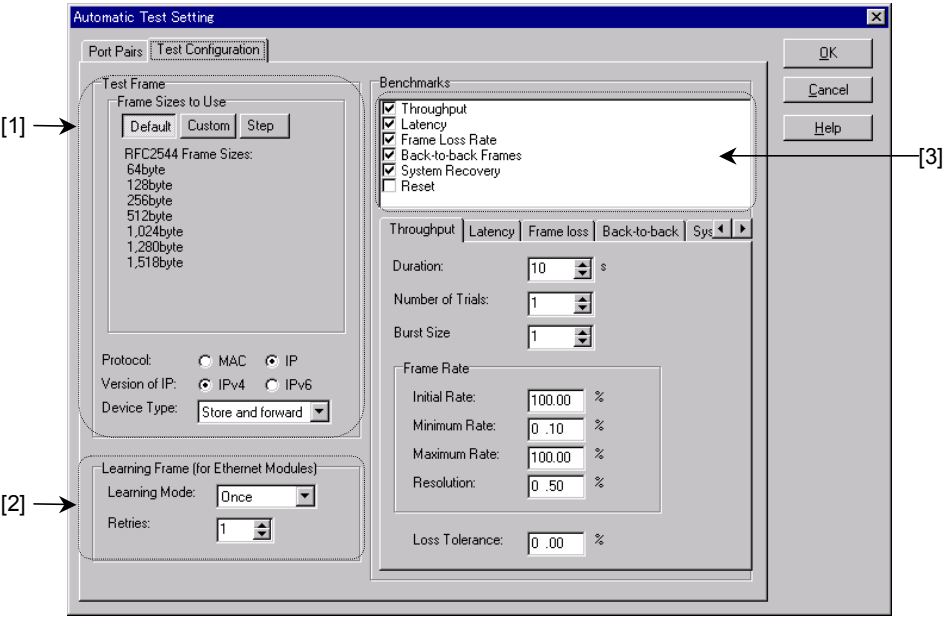 Automatic Test Setting
Port Pairs
Test Configuration
OK
Cancel
Help
[1]
Test Frame
Frame Sizes to Use
Default
Custom
Step
RFC2544 Frame Sizes:
64byte
128byte
256byte
512byte
1,024byte
1,280byte
1,518byte
Protocol: MAC IP
Version of IP: IPv4 IPv6
Device Type: Store and forward
[2]
Learning Frame (for Ethernet Modules)
Learning Mode: Once
Retries: 1
Benchmarks
Throughput
Latency
Frame Loss Rate
Back-to-back Frames
System Recovery
Reset
[3]
Throughput Latency Frame loss Back-to-back Sys
Duration: 10 s
Number of Trials: 1
Burst Size 1
Frame Rate
Initial Rate: 100.00 %
Minimum Rate: 0 .10 %
Maximum Rate: 100.00 %
Resolution: 0 .50 %
Loss Tolerance: 0 .00 %